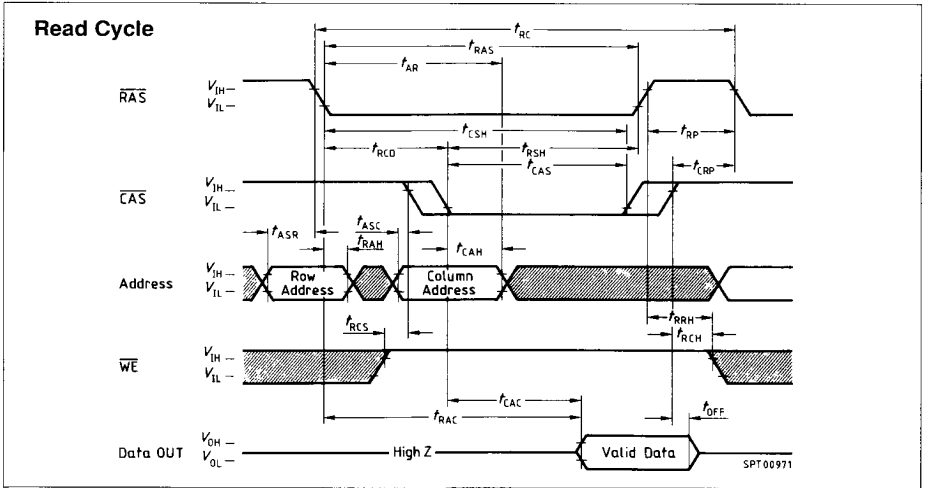 Read Cycle
tRC
tRAS
tAR
RAS
VIH
VIL
tCSH
tRP
tRCD
tRSH
tCAS
tCRP
CAS
VIH
VIL
tASR
tASC
tRAH
tCAH
Address
VIH
VIL
Row
Address
Column
Address
tRCS
tRRH
tRCH
WE
VIH
VIL
tCAC
tRAC
tOFF
Data OUT
VOH
VOL
High Z
Valid Data
SPT00971